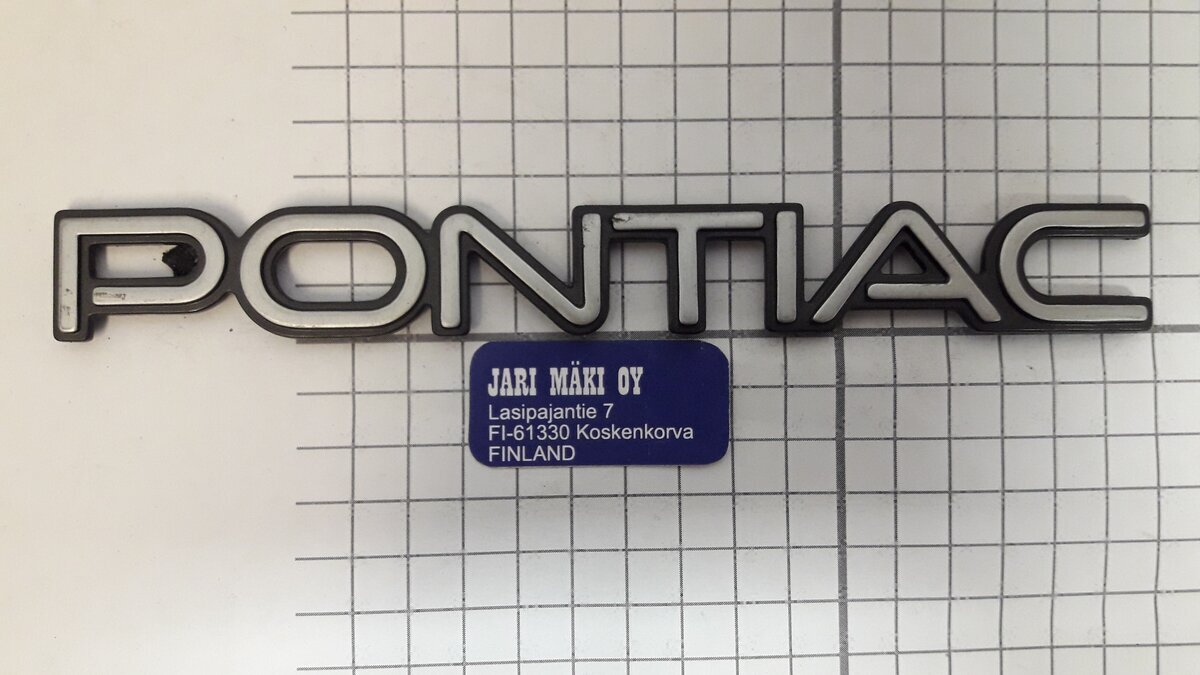 PONTIAC
JARI MÄKI OY
Lasipajantie 7
FI-61330 Koskenkorva
FINLAND